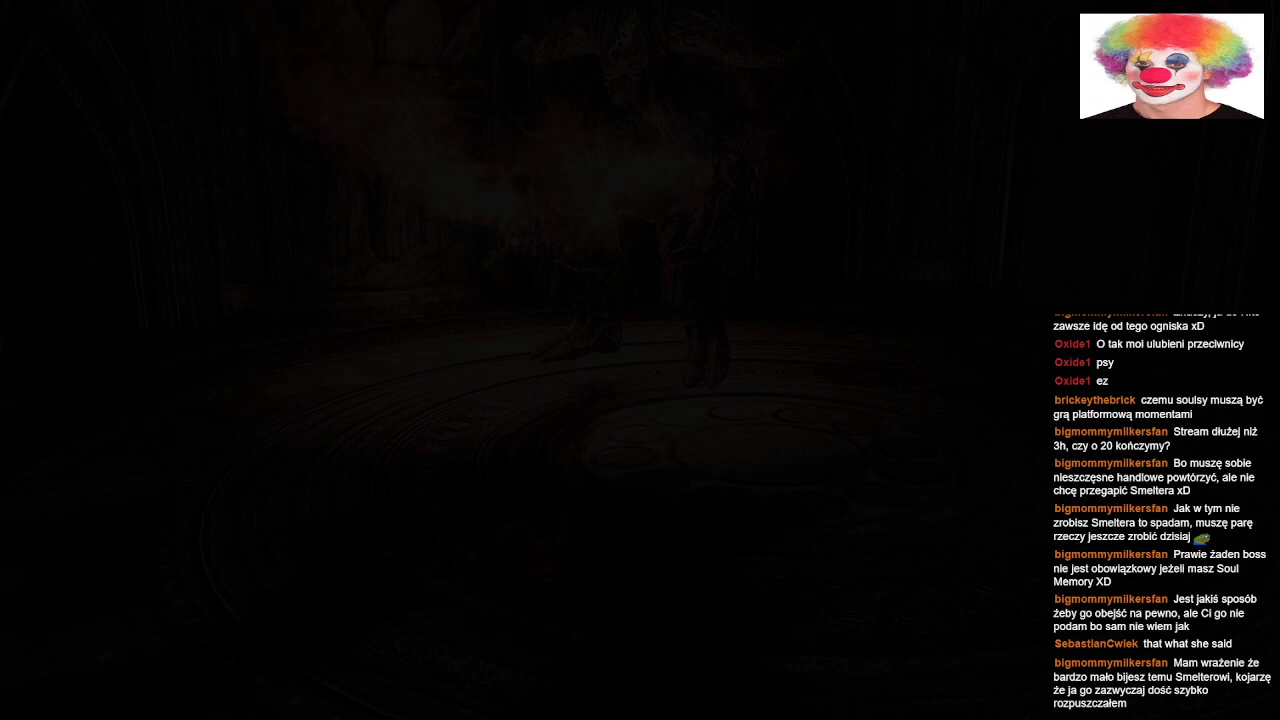 zawsze idę od tego ogniska xD
Oxide1 O tak moi ulubieni przeciwnicy
Oxide1 psy
Oxide1 ez
brickeythebrick czemu soulsy muszą być
grą platformową momentami
bigmommymilkersfan Stream dłużej niż
3h, czy o 20 kończymy?
bigmommymilkersfan Bo muszę sobie
nieszczęsne handlowe powtórzyć, ale nie
chcę przegapić Smeltera xD
bigmommymilkersfan Jak w tym nie
zrobisz Smeltera to spadam, muszę parę
rzeczy jeszcze zrobić dzisiaj
bigmommymilkersfan Prawie żaden boss
nie jest obowiązkowy jeżeli masz Soul
Memory XD
bigmommymilkersfan Jest jakiś sposób
żeby go obejść na pewno, ale Ci go nie
podam bo sam nie wiem jak
SebastianCwiek that what she said
bigmommymilkersfan Mam wrażenie że
bardzo mało bijesz temu Smelterowi, kojarzę
że ja go zazwyczaj dość szybko
rozpuszczałem